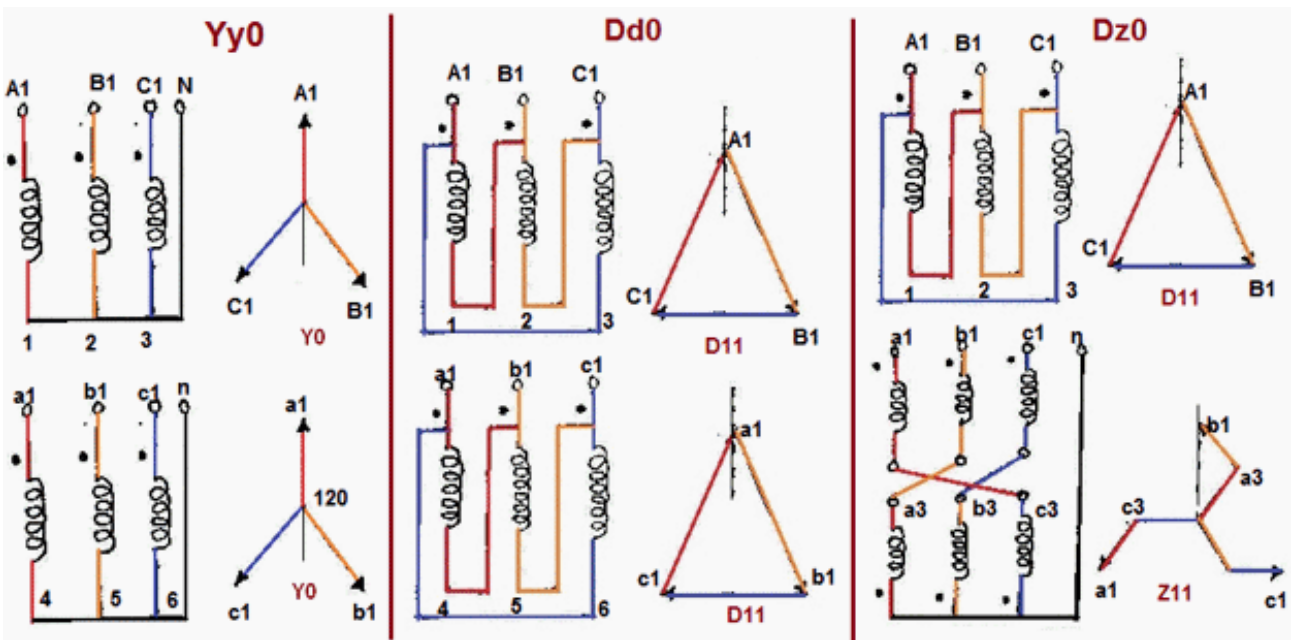 Yy0
A1 B1 C1 N
1 2 3
A1
C1 B1
Y0
a1 b1 c1 n
4 5 6
a1
120
c1 b1
Y0
Dd0
A1 B1 C1
1 2 3
A1
C1 B1
D11
a1 b1 c1
4 5 6
a1
c1 b1
D11
Dz0
A1 B1 C1
1 2 3
A1
C1 B1
D11
a1 b1 c1 n
a3 b3 c3
b1
a3
c3
a1 c1
Z11